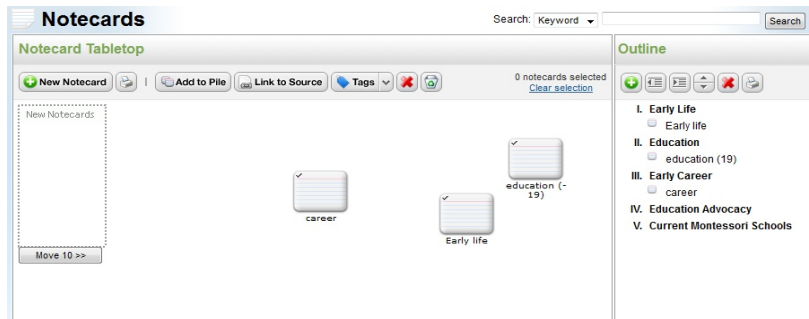 Notecards
Search: Keyword Search
Notecard Tabletop
New Notecard | Add to Pile Link to Source Tags
0 notecards selected
Clear selection
New Notecards
career
Early life
education (-
19)
Move 10 >>
Outline
I. Early Life
Early life
II. Education
education (19)
III. Early Career
career
IV. Education Advocacy
V. Current Montessori Schools